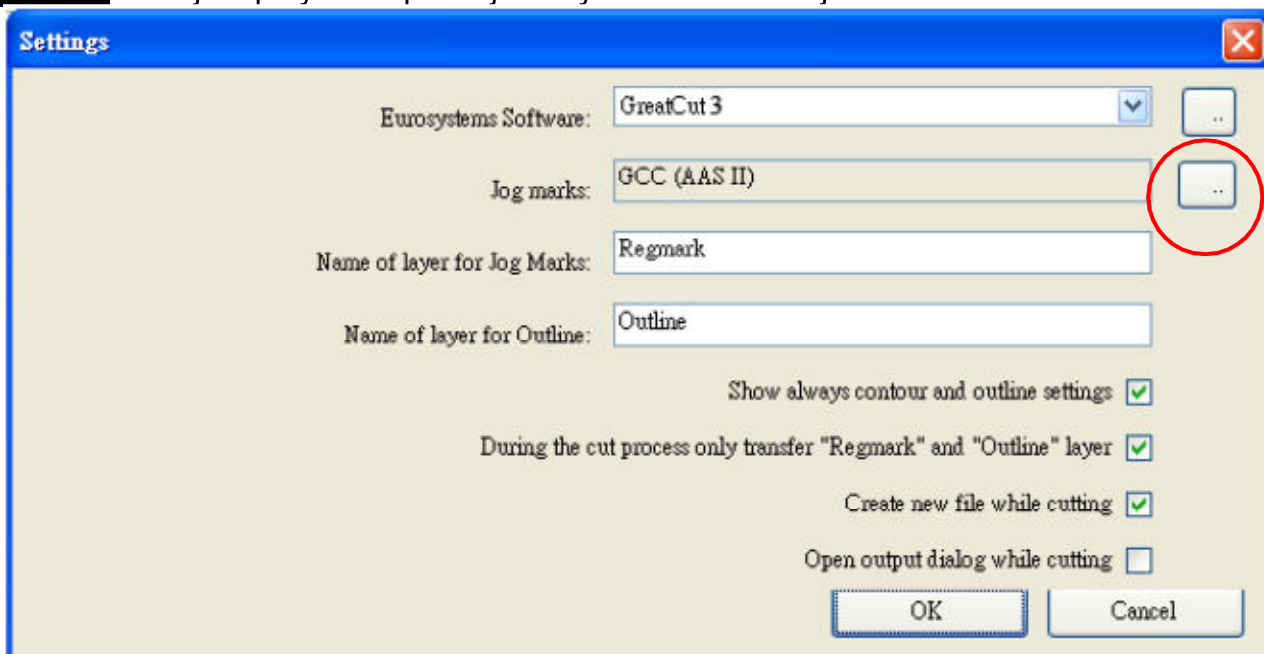 Settings
Eurosystems Software: GreatCut 3 ..
Jog marks: GCC (AAS II) ..
Name of layer for Jog Marks: Regmark
Name of layer for Outline: Outline
Show always contour and outline settings
During the cut process only transfer "Regmark" and "Outline" layer
Create new file while cutting
Open output dialog while cutting
OK Cancel